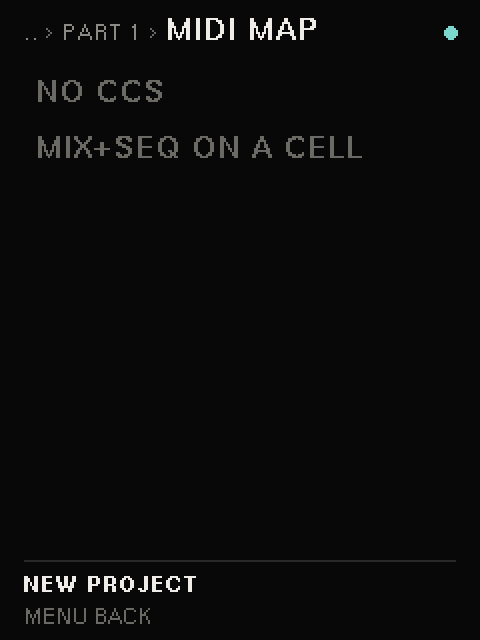 .. > PART 1 > MIDI MAP
NO CCS
MIX+SEQ ON A CELL
NEW PROJECT
MENU BACK